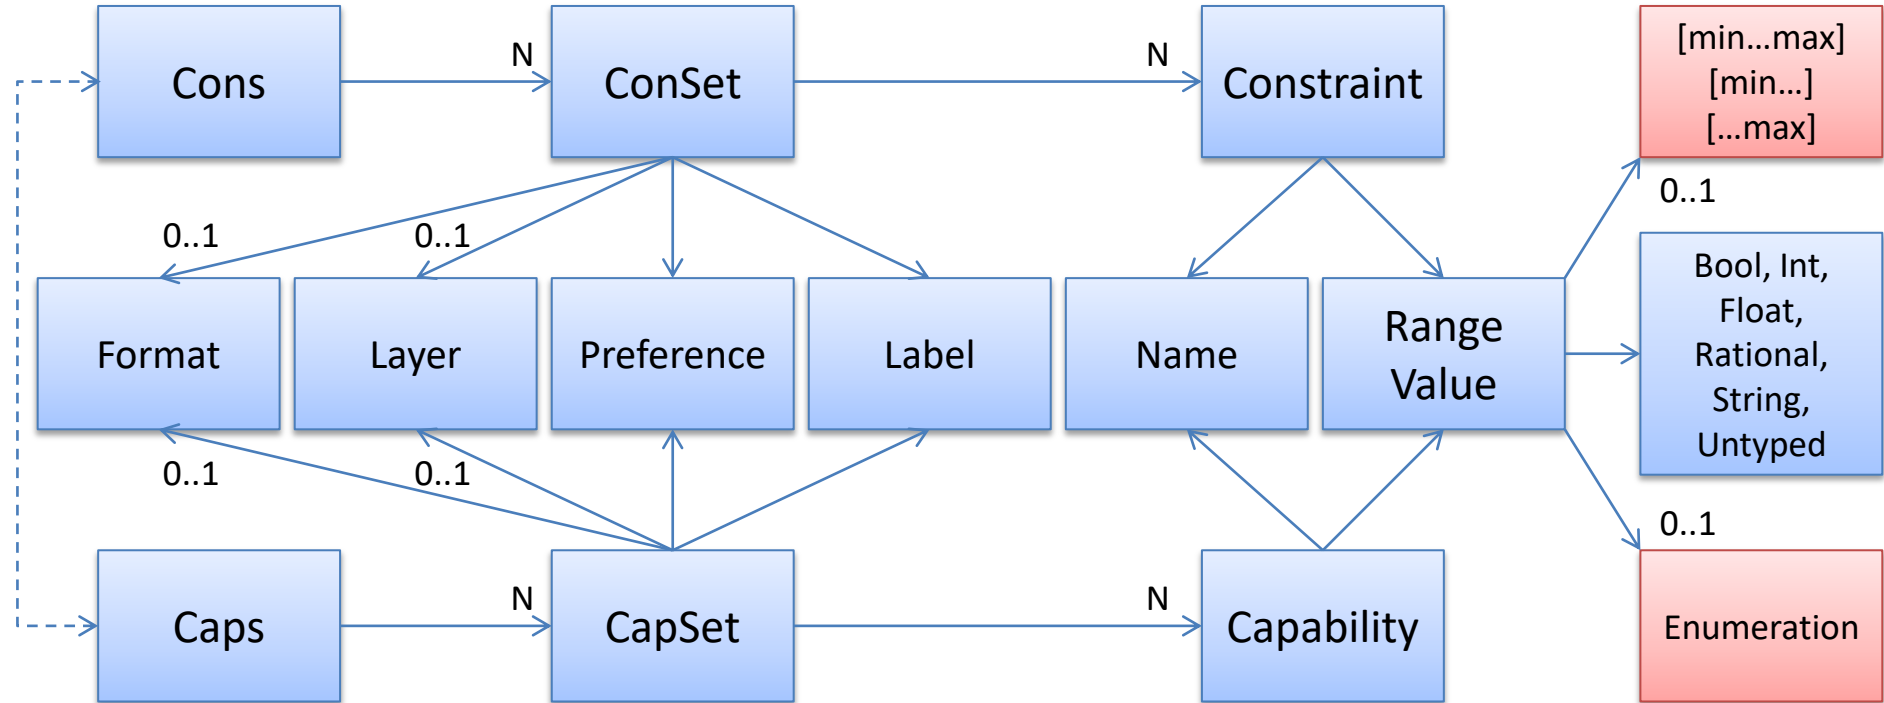 Cons
N
ConSet
N
Constraint
[min...max]
[min...]
[...max]
0..1
0..1
0..1
Format
Layer
Preference
Label
Name
Range
Value
Bool, Int,
Float,
Rational,
String,
Untyped
0..1
0..1
0..1
Caps
N
CapSet
N
Capability
Enumeration